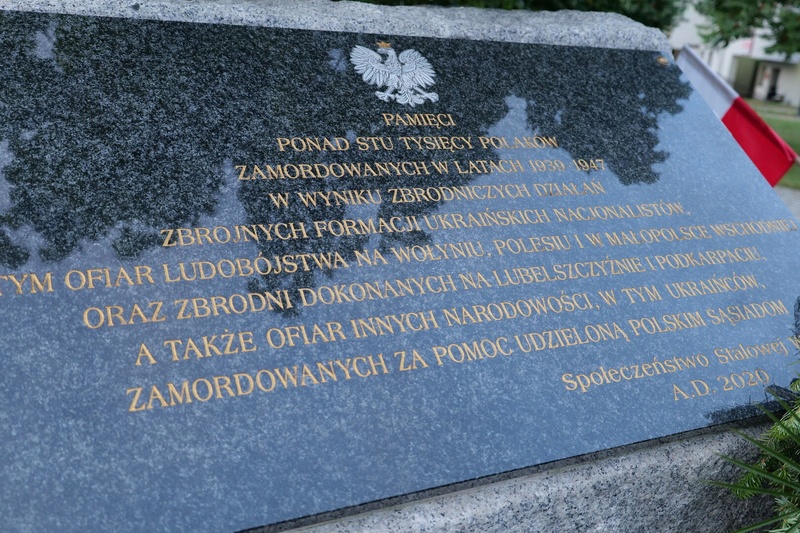 PAMIĘCI
PONAD STU TYSIĘCY POLAKÓW
ZAMORDOWANYCH W LATACH 1939-1947
W WYNIKU ZBRODNICZYCH DZIAŁAŃ
ZBROJNYCH FORMACJI UKRAIŃSKICH NACJONALISTÓW,
TYM OFIAR LUDOBÓJSTWA NA WOŁYNIU, POLESIU I W MAŁOPOLSCE WSCHODNIEJ
ORAZ ZBRODNI DOKONANYCH NA LUBELSZCZYŹNIE I PODKARPACIU,
A TAKŻE OFIAR INNYCH NARODOWOŚCI, W TYM UKRAIŃCÓW,
ZAMORDOWANYCH ZA POMOC UDZIELONĄ POLSKIM SĄSIADOM
Społeczeństwo Stalowej W
A.D. 2020